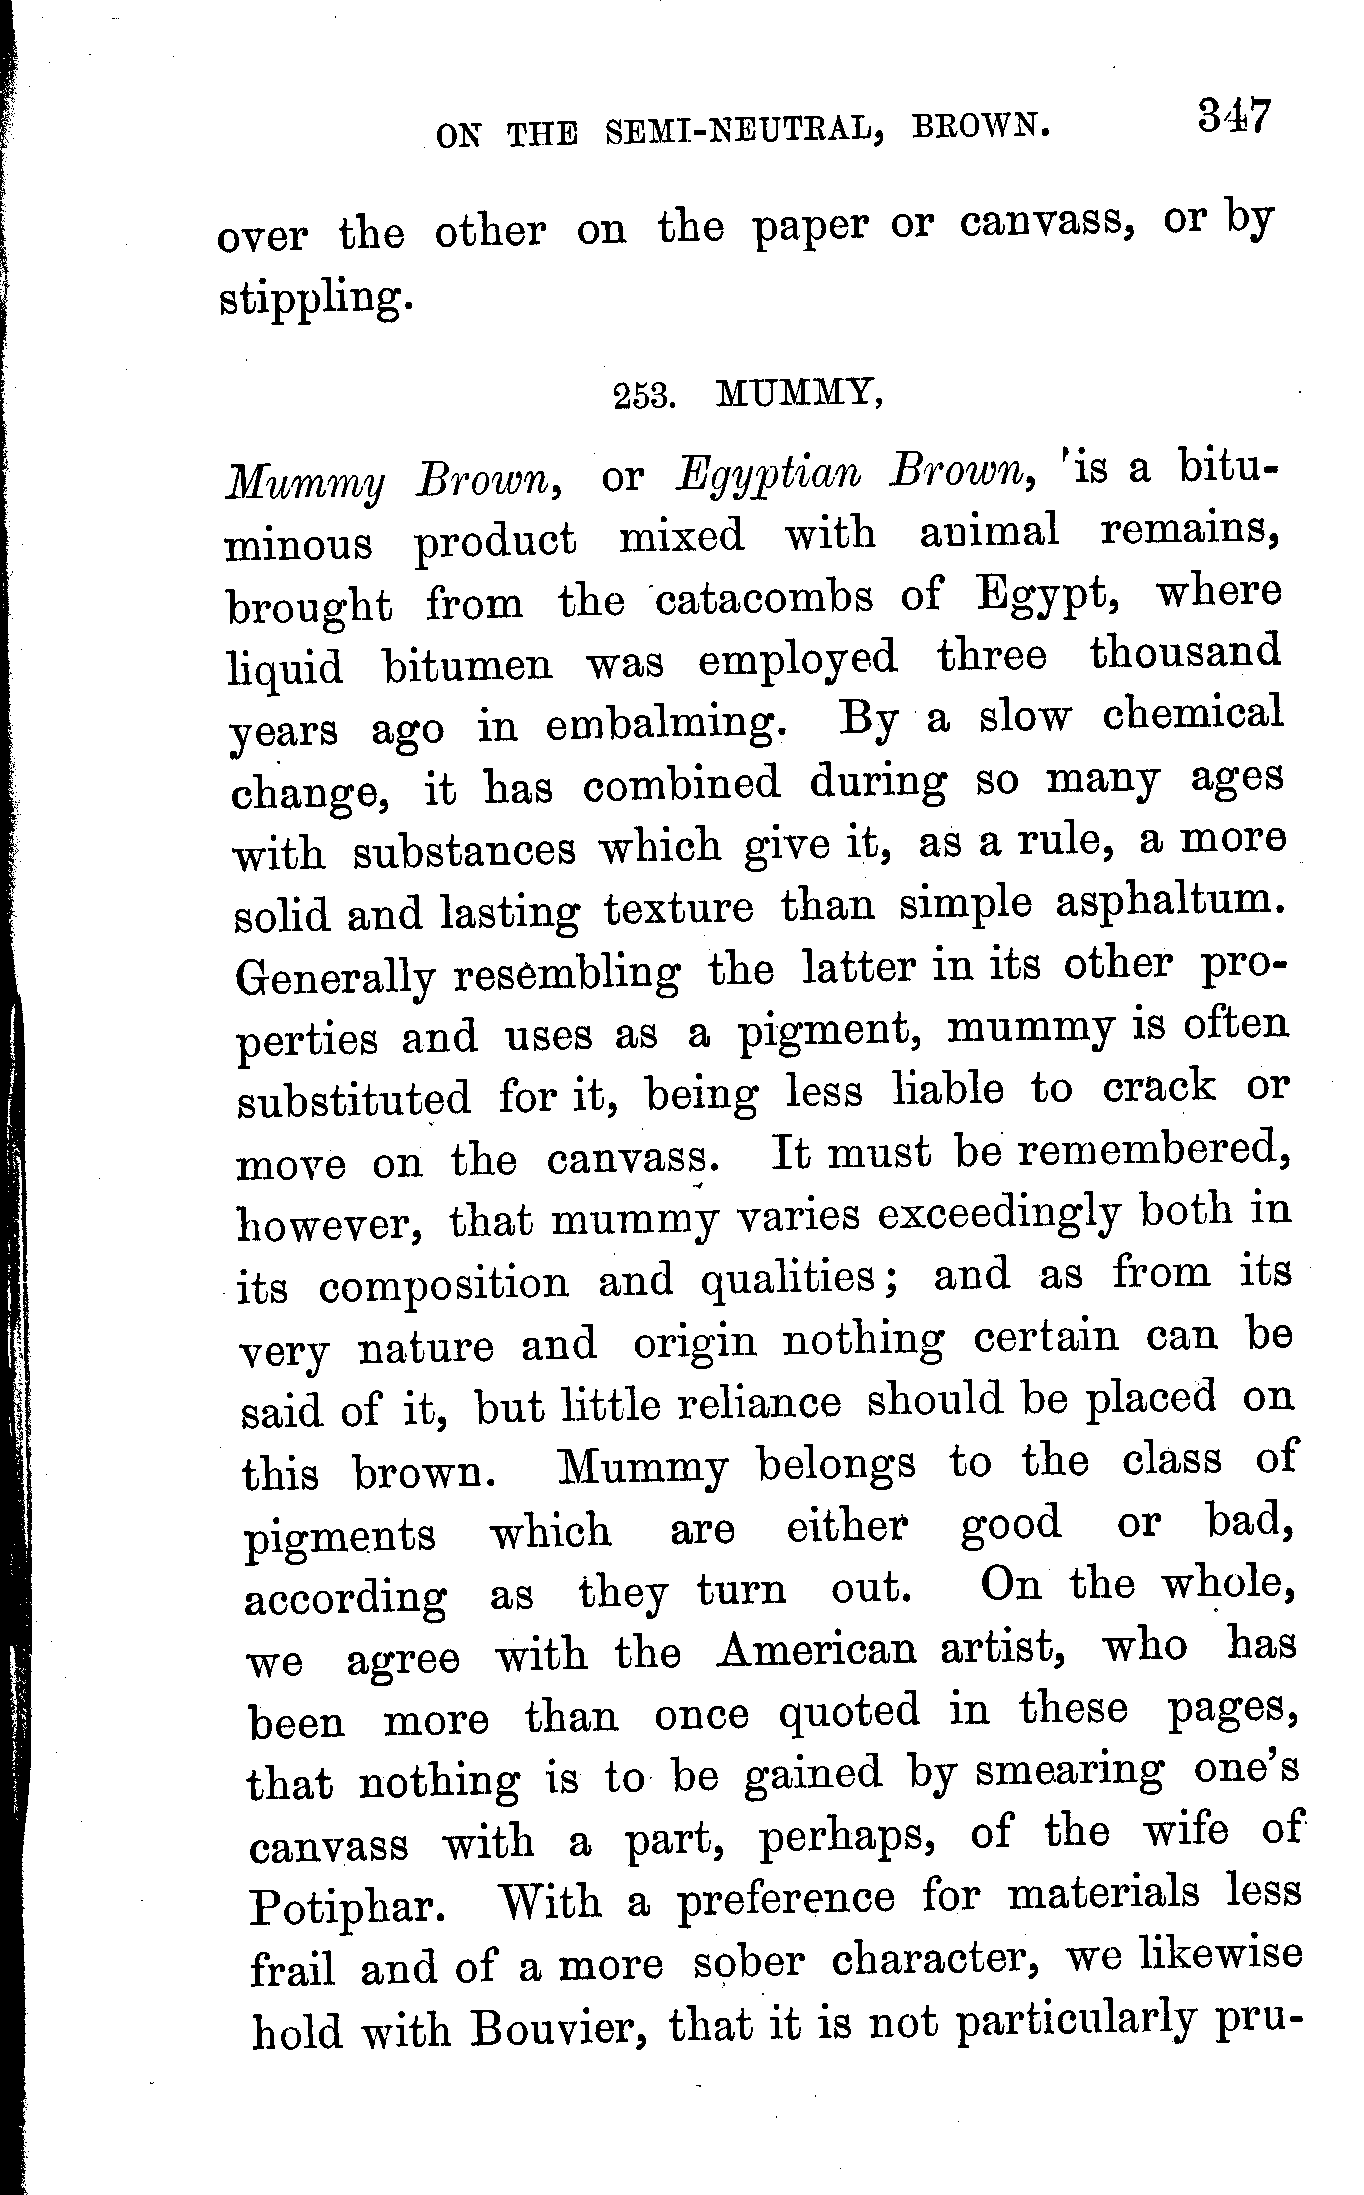 ON THE SEMI-NEUTRAL, BROWN. 347
over the other on the paper or canvass, or by
stippling.
253. MUMMY,
Mummy Brown, or Egyptian Brown, is a bitu-
minous product mixed with animal remains,
brought from the catacombs of Egypt, where
liquid bitumen was employed three thousand
years ago in embalming. By a slow chemical
change, it has combined during so many ages
with substances which give it, as a rule, a more
solid and lasting texture than simple asphaltum.
Generally resembling the latter in its other pro-
perties and uses as a pigment, mummy is often
substituted for it, being less liable to crack or
move on the canvass. It must be remembered,
however, that mummy varies exceedingly both in
its composition and qualities; and as from its
very nature and origin nothing certain can be
said of it, but little reliance should be placed on
this brown. Mummy belongs to the class of
pigments which are either good or bad,
according as they turn out. On the whole,
we agree with the American artist, who has
been more than once quoted in these pages,
that nothing is to be gained by smearing one's
canvass with a part, perhaps, of the wife of
Potiphar. With a preference for materials less
frail and of a more sober character, we likewise
hold with Bouvier, that it is not particularly pru-